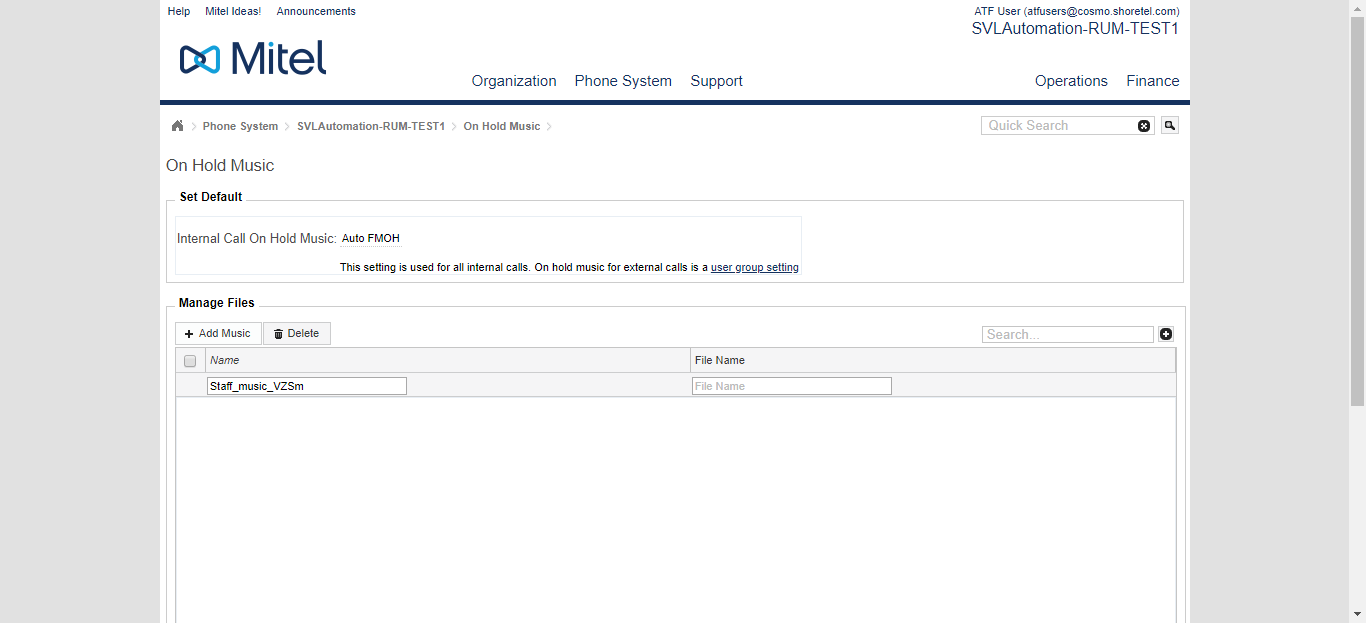 Help Mitel Ideas! Announcements ATF User (atfusers@cosmo.shoretel.com)
SVLAutomation-RUM-TEST1
Mitel
Organization Phone System Support Operations Finance
Phone System SVLAutomation-RUM-TEST1 On Hold Music Quick Search
On Hold Music
Set Default
Internal Call On Hold Music: Auto FMOH
This setting is used for all internal calls. On hold music for external calls is a user group setting
Manage Files
Add Music Delete Search...
Name File Name
Staff_music_VZSm File Name